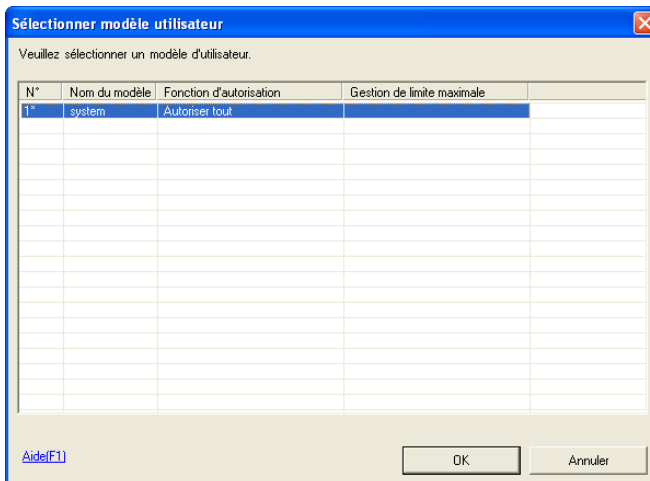 Sélectionner modèle utilisateur
Veuillez sélectionner un modèle d'utilisateur.
N° Nom du modèle Fonction d'autorisation Gestion de limite maximale
1* system Autoriser tout
Aide(F1) OK Annuler